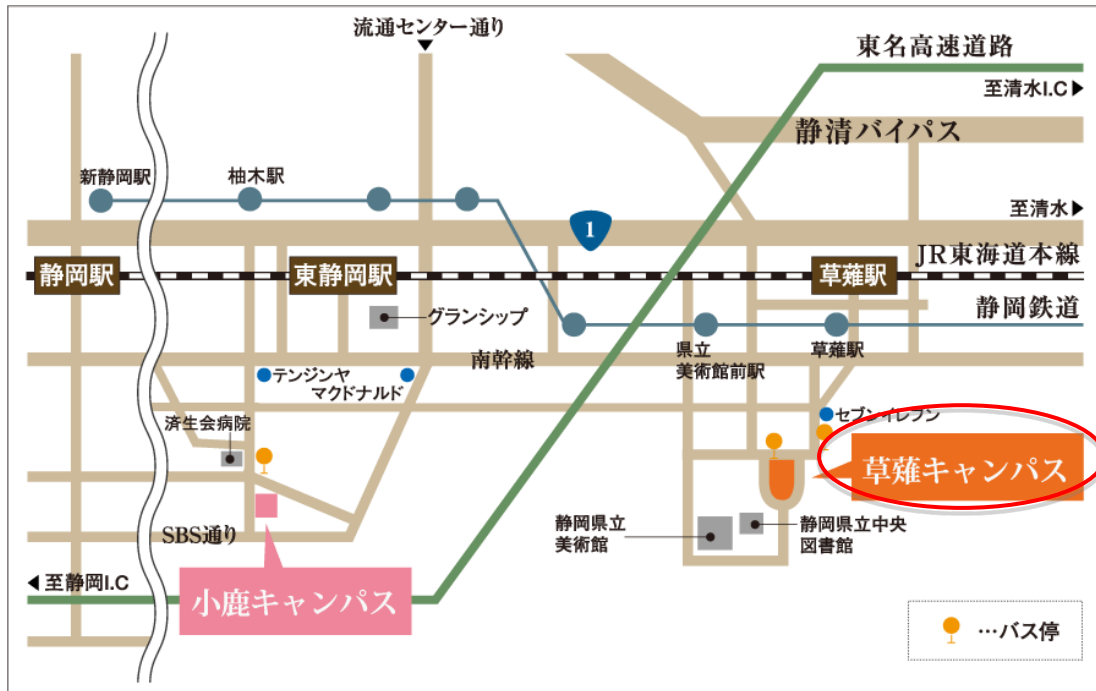 流通センター通り
東名高速道路
至清水I.C
静清バイパス
新静岡駅
柚木駅
至清水
1
JR東海道本線
静岡駅
東静岡駅
草薙駅
静岡鉄道
グランシップ
南幹線
県立
美術館前駅
草薙駅
テンジンヤ
マクドナルド
済生会病院
セブンイレブン
草薙キャンパス
SBS通り
静岡県立
美術館
静岡県立中央
図書館
至静岡I.C
小鹿キャンパス
…バス停